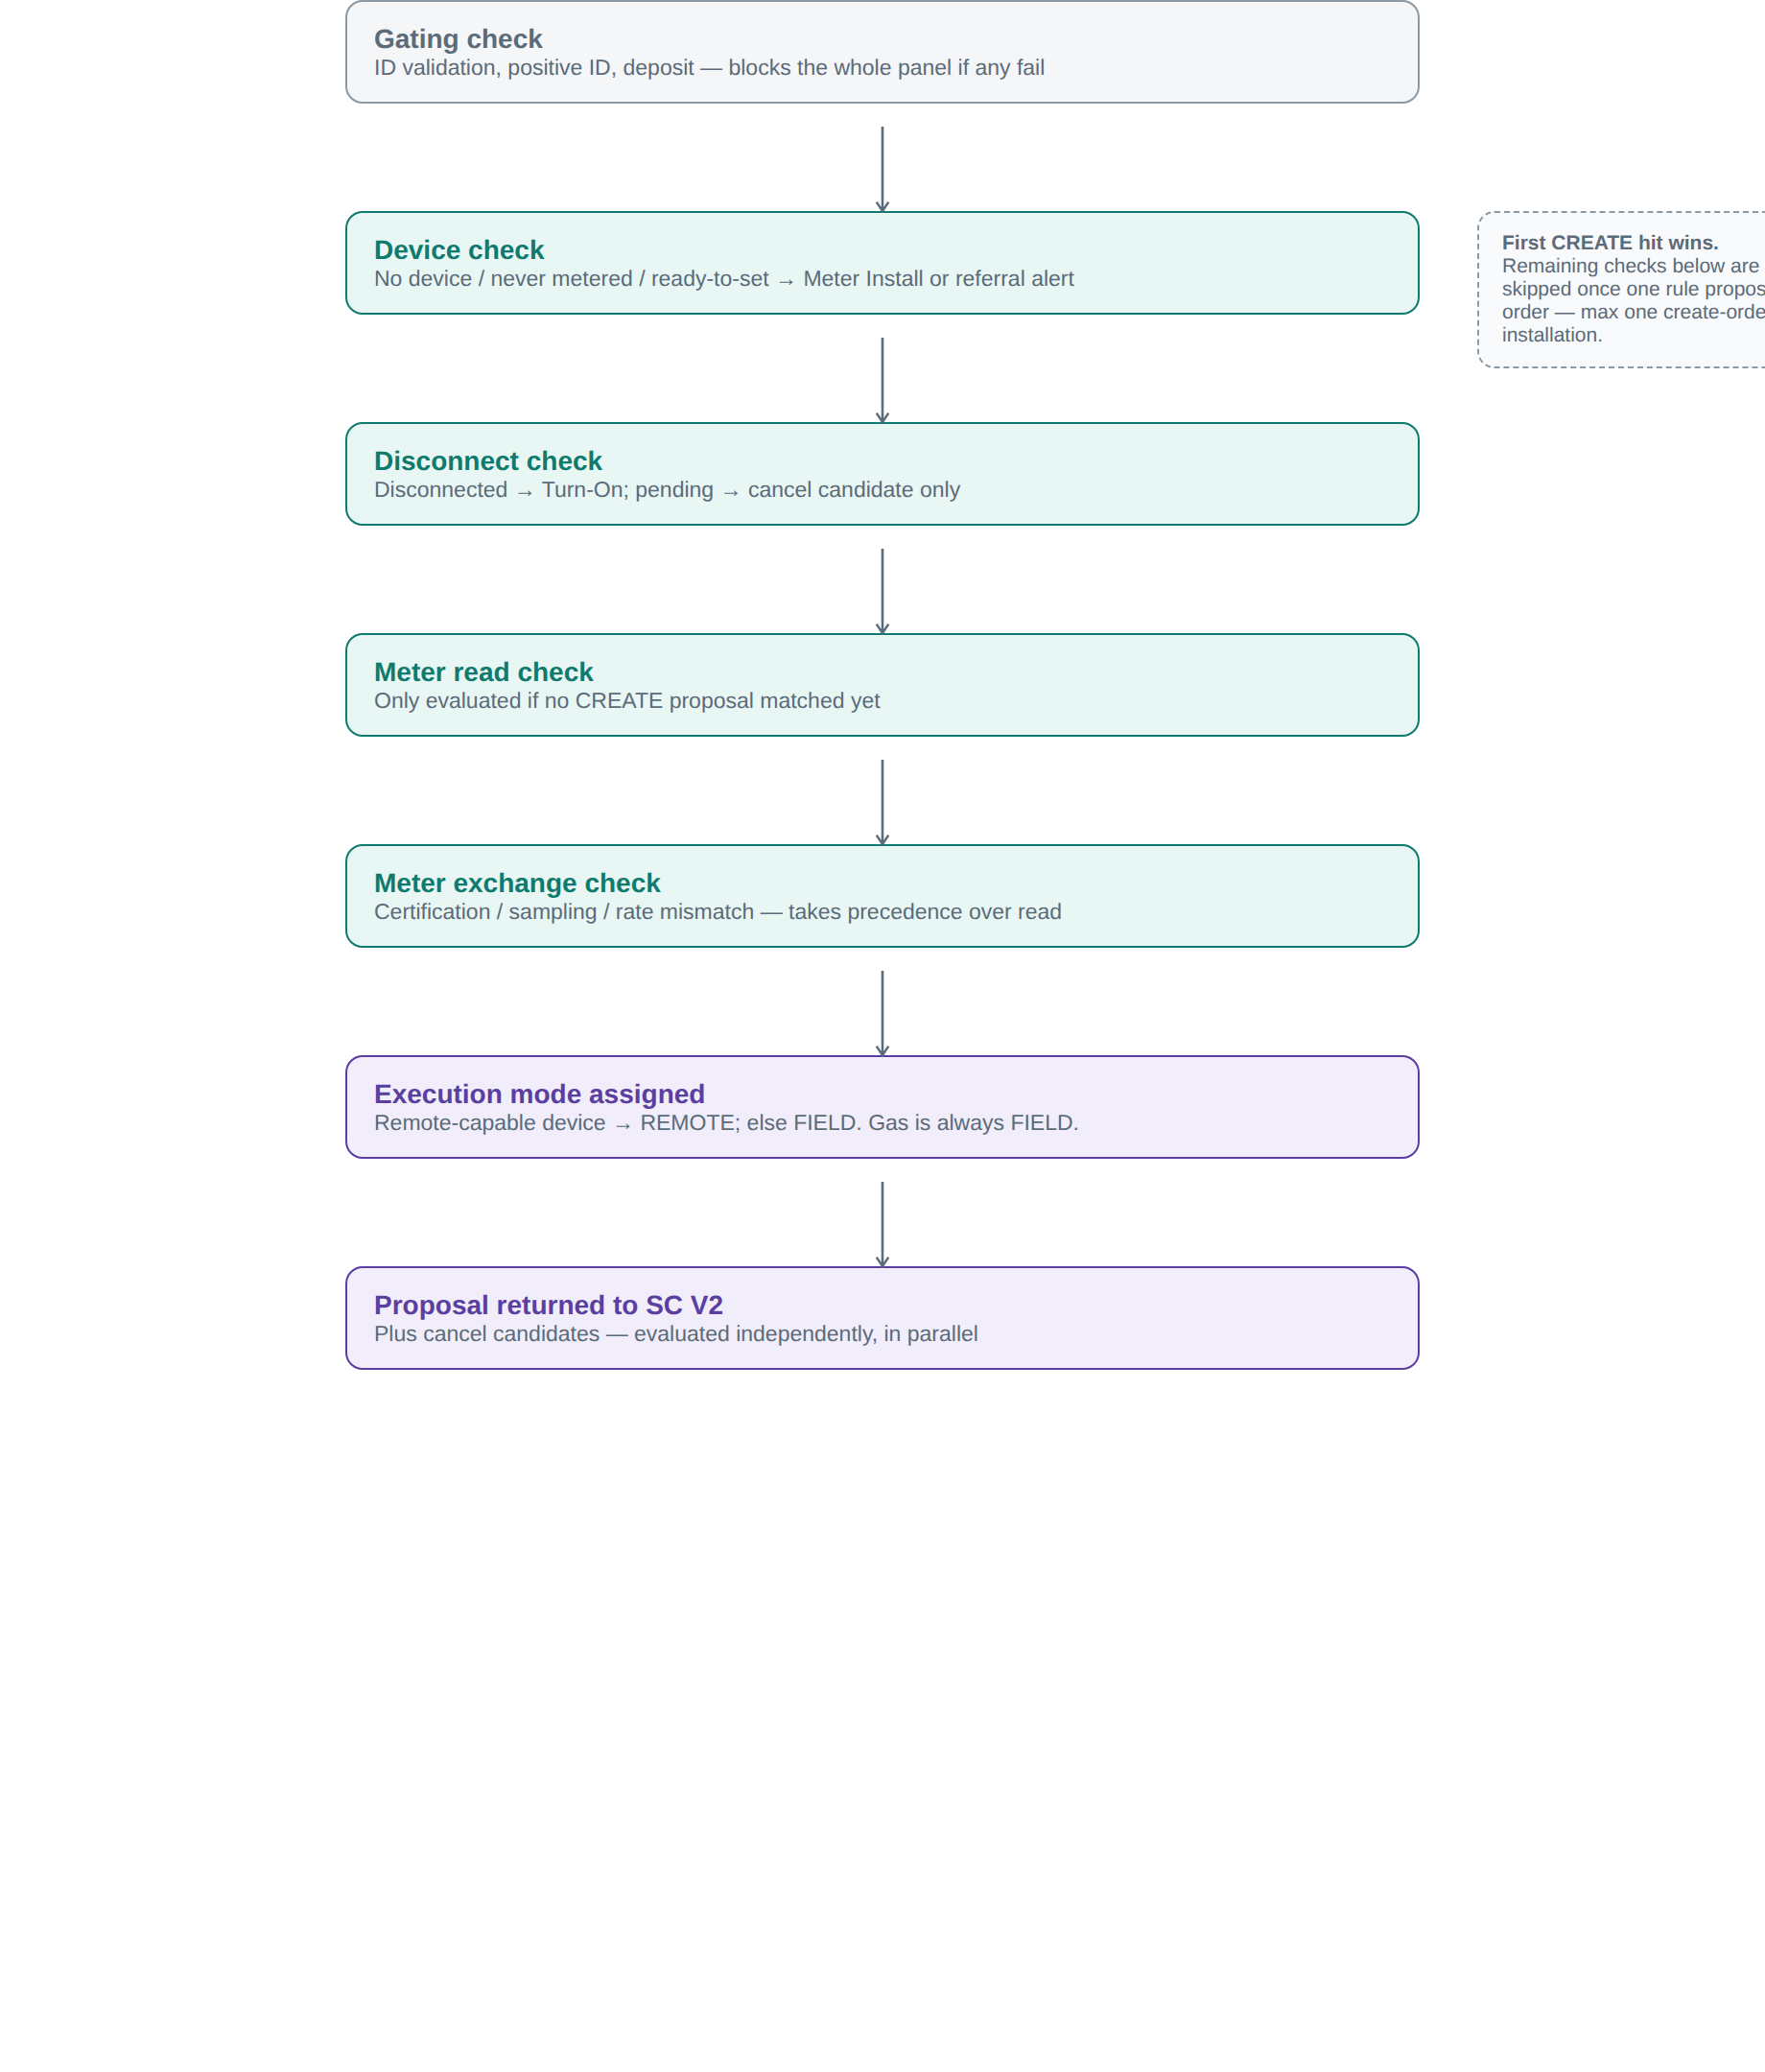 Gating check
ID validation, positive ID, deposit — blocks the whole panel if any fail
Device check
No device / never metered / ready-to-set → Meter Install or referral alert
First CREATE hit wins.
Remaining checks below are
skipped once one rule
order — max one
installation.
Disconnect check
Disconnected → Turn-On; pending → cancel candidate only
Meter read check
Only evaluated if no CREATE proposal matched yet
Meter exchange check
Certification / sampling / rate mismatch — takes precedence over read
Execution mode assigned
Remote-capable device → REMOTE; else FIELD. Gas is always FIELD.
Proposal returned to SC V2
Plus cancel candidates — evaluated independently, in parallel